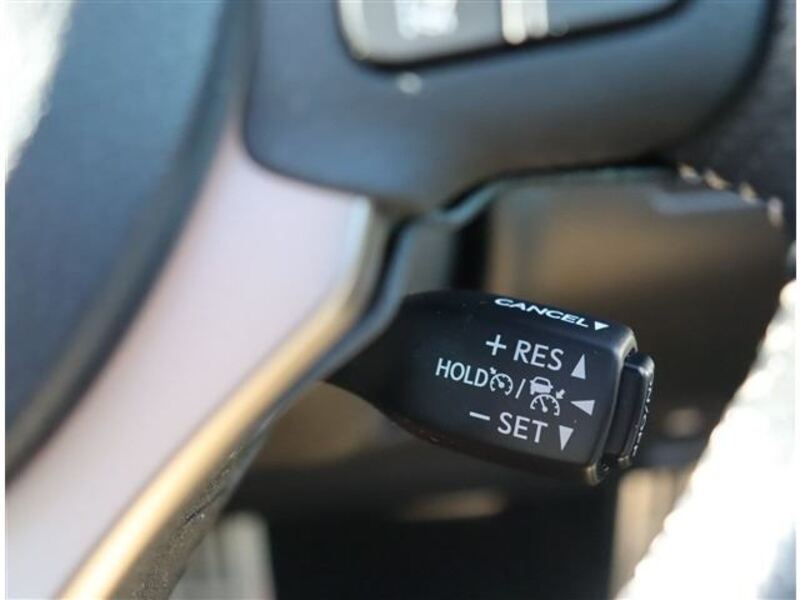 CANCEL▼
+ RES ▲
HOLD / ◀
− SET ▼